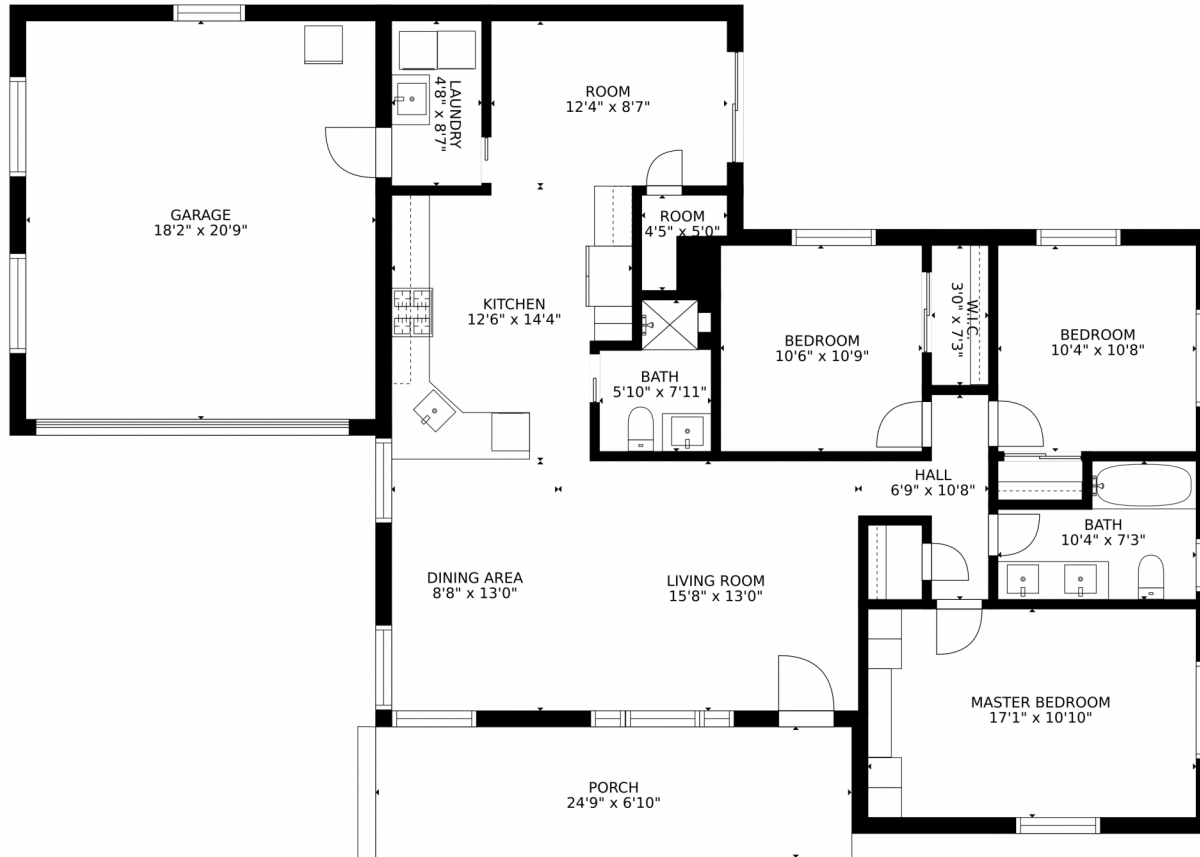 ROOM
12'4" x 8'7"
LAUNDRY
4'8" x 8'7"
GARAGE
18'2" x 20'9"
ROOM
4'5" x 5'0"
KITCHEN
12'6" x 14'4"
BEDROOM
10'6" x 10'9"
W.I.C.
3'0" x 7'3"
BEDROOM
10'4" x 10'8"
BATH
5'10" x 7'11"
HALL
6'9" x 10'8"
BATH
10'4" x 7'3"
DINING AREA
8'8" x 13'0"
LIVING ROOM
15'8" x 13'0"
MASTER BEDROOM
17'1" x 10'10"
PORCH
24'9" x 6'10"